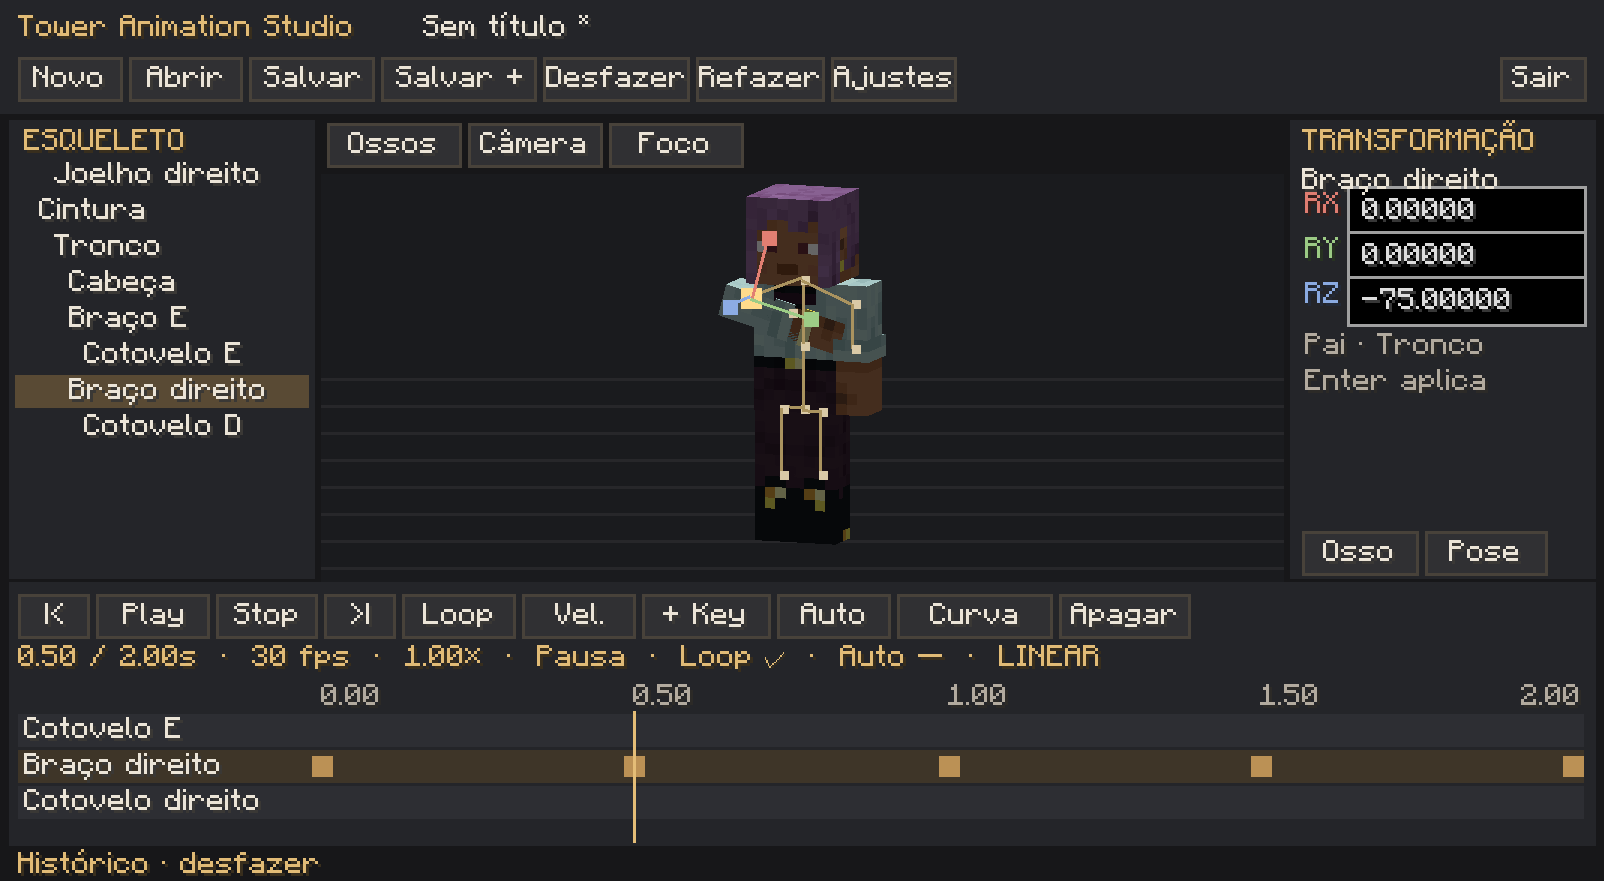 Tower Animation Studio Sem título *
Novo Abrir Salvar Salvar + Desfazer Refazer Ajustes Sair
ESQUELETO
Joelho direito
Cintura
Tronco
Cabeça
Braço E
Cotovelo E
Braço direito
Cotovelo D
Ossos Câmera Foco
TRANSFORMAÇÃO
Braço direito
RX 0.00000
RY 0.00000
RZ -75.00000
Pai · Tronco
Enter aplica
Osso Pose
|< Play Stop >| Loop Vel. + Key Auto Curva Apagar
0.50 / 2.00s · 30 fps · 1.00× · Pausa · Loop ✓ · Auto — · LINEAR
0.00 0.50 1.00 1.50 2.00
Cotovelo E
Braço direito
Cotovelo direito
Histórico · desfazer